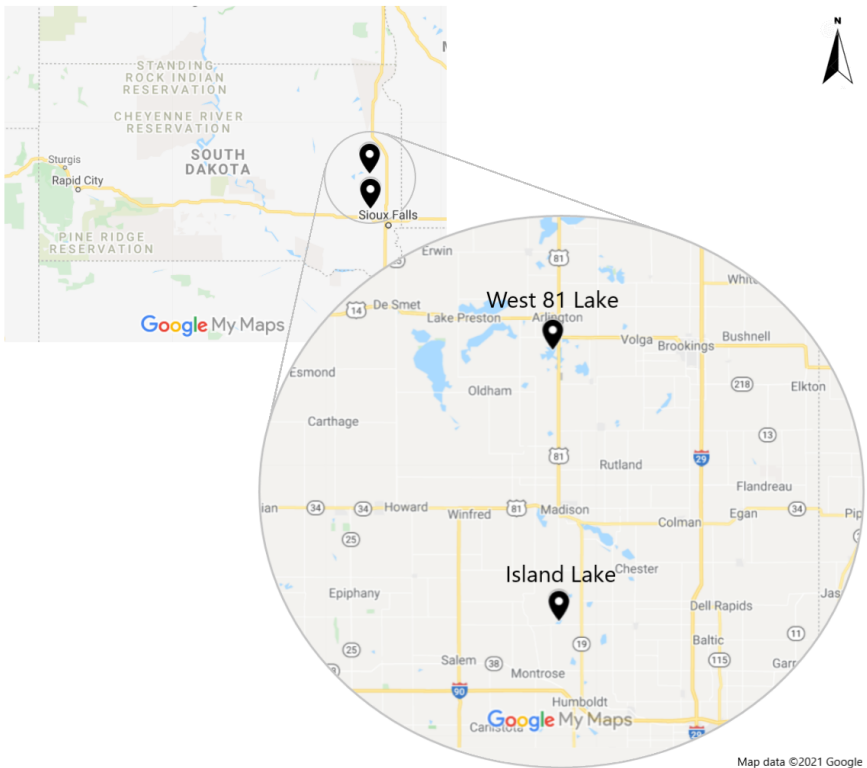 N
STANDING
ROCK INDIAN
RESERVATION
CHEYENNE RIVER
RESERVATION
SOUTH
DAKOTA
Sturgis
Rapid City
Sioux Falls
PINE RIDGE
RESERVATION
Google My Maps
Erwin
81
White
West 81 Lake
14
De Smet
Lake Preston
Arlington
Volga
Brookings
Bushnell
Esmond
Oldham
218
Elkton
Carthage
13
81
29
Rutland
Flandreau
ian
34
34
Howard
Winfred
81
Madison
Colman
Egan
34
Pip
25
Island Lake
Chester
Epiphany
Dell Rapids
Jas
25
Salem
38
Montrose
19
Baltic
11
115
Garr
90
Humboldt
Google My Maps
Canistota
29
Map data ©2021 Google